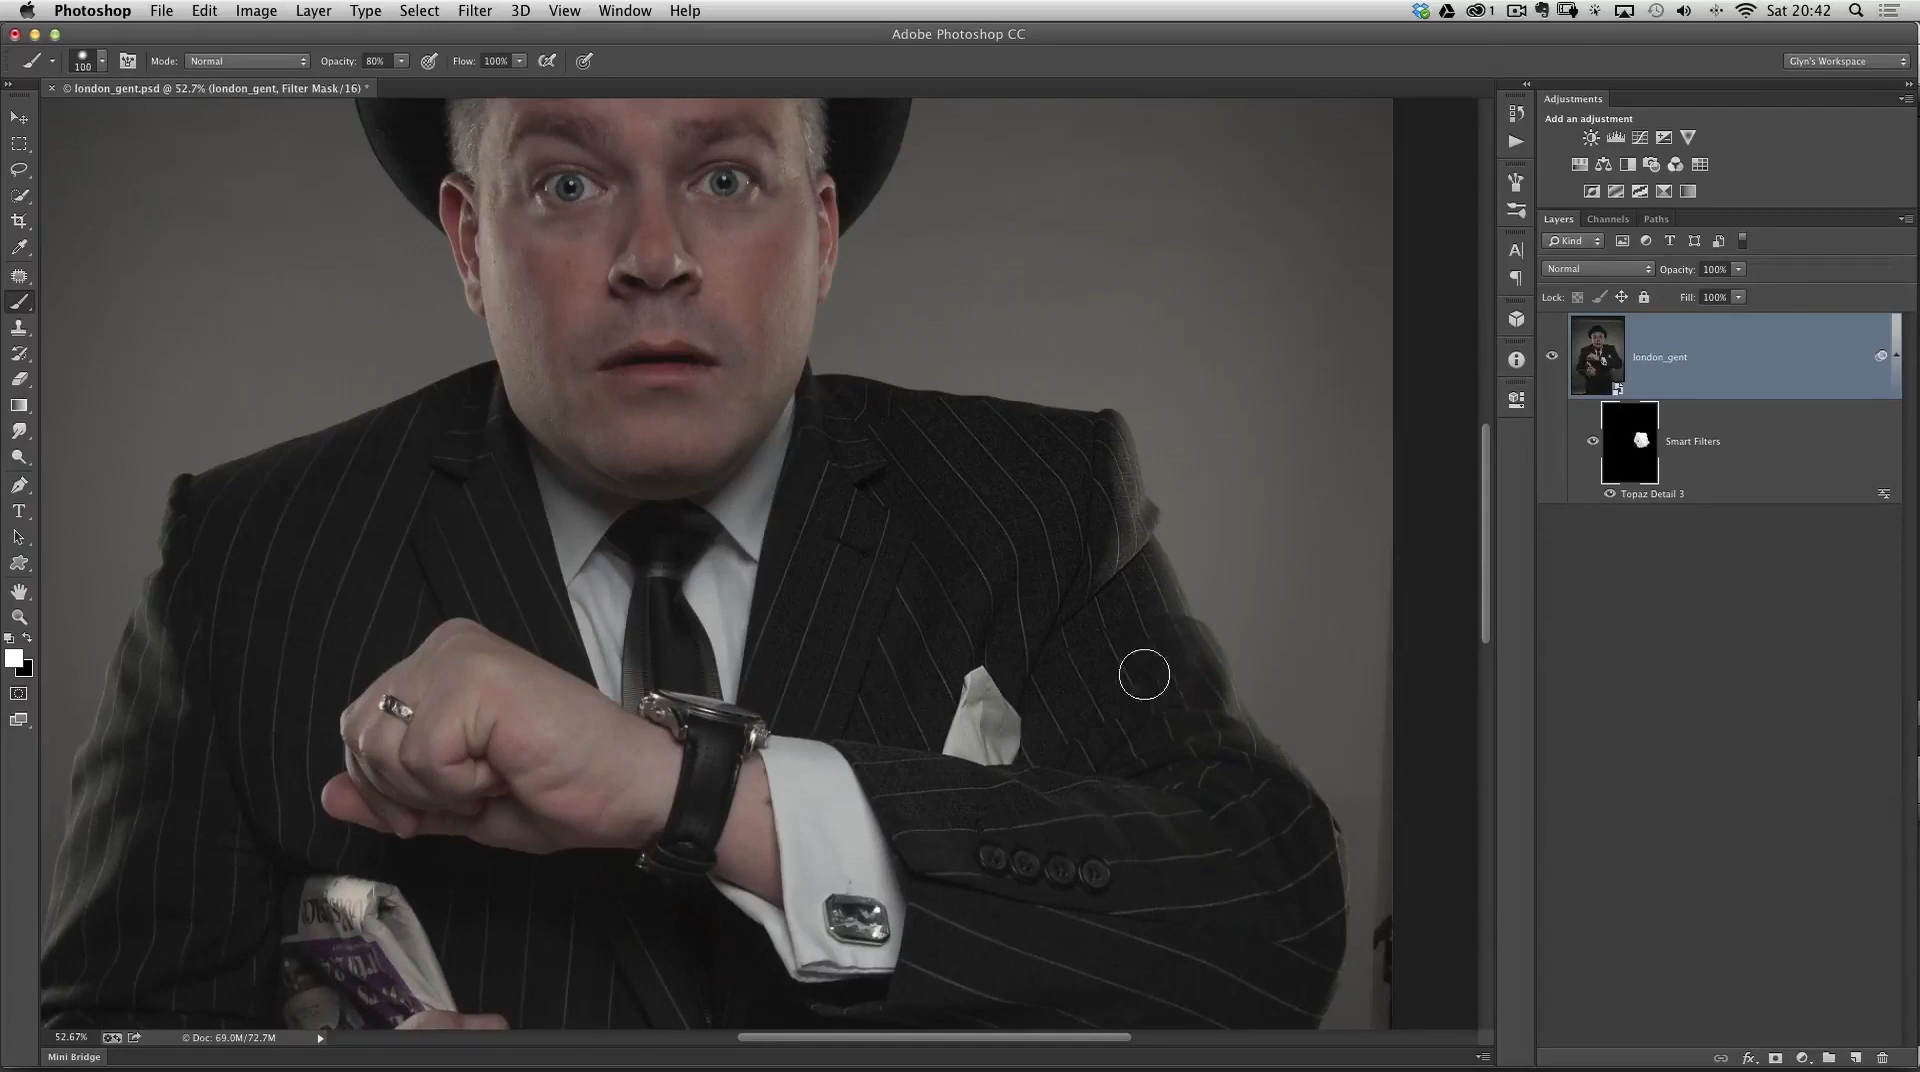 Photoshop File Edit Image Layer Type Select Filter 3D View Window Help
1 Sat 20:42
Adobe Photoshop CC
100 Mode: Normal Opacity: 80% Flow: 100% Glyn's Workspace
× © london_gent.psd @ 52.7% (london_gent, Filter Mask/16) *
Adjustments
Add an adjustment
Layers Channels Paths
Kind
Normal Opacity: 100%
Lock: Fill: 100%
london_gent
Smart Filters
Topaz Detail 3
52.67% © Doc: 69.0M/72.7M
Mini Bridge